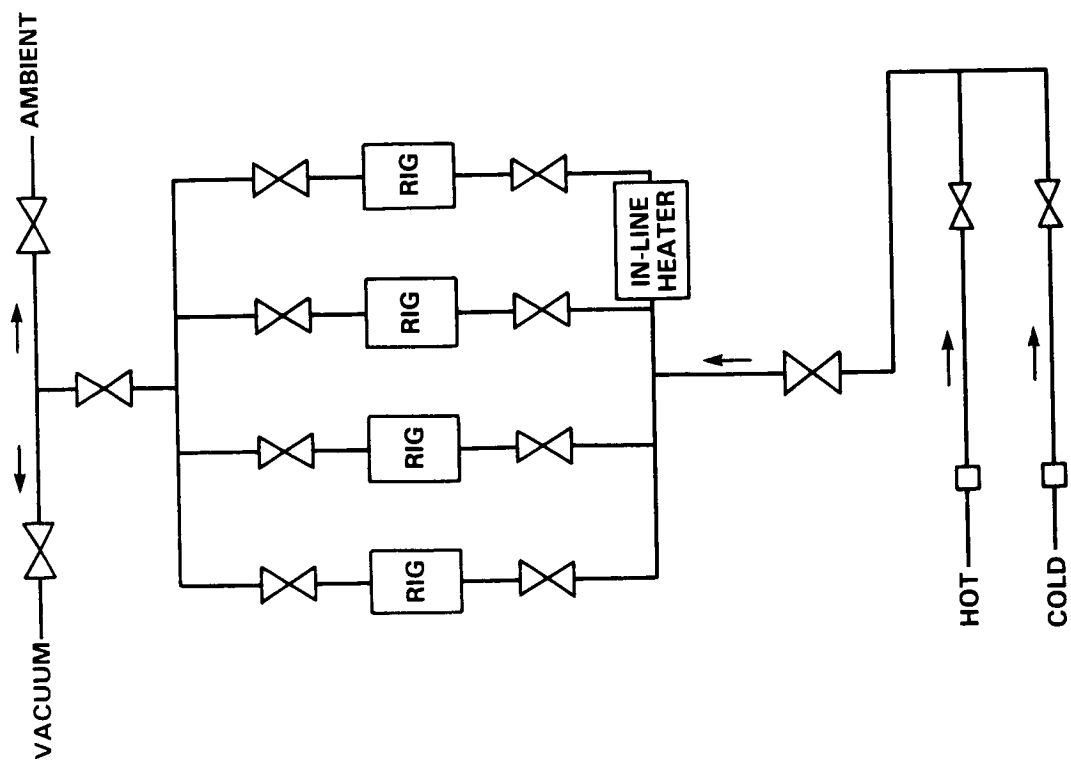 VACUUM
AMBIENT
RIG
RIG
RIG
RIG
IN-LINE
HEATER
HOT
COLD